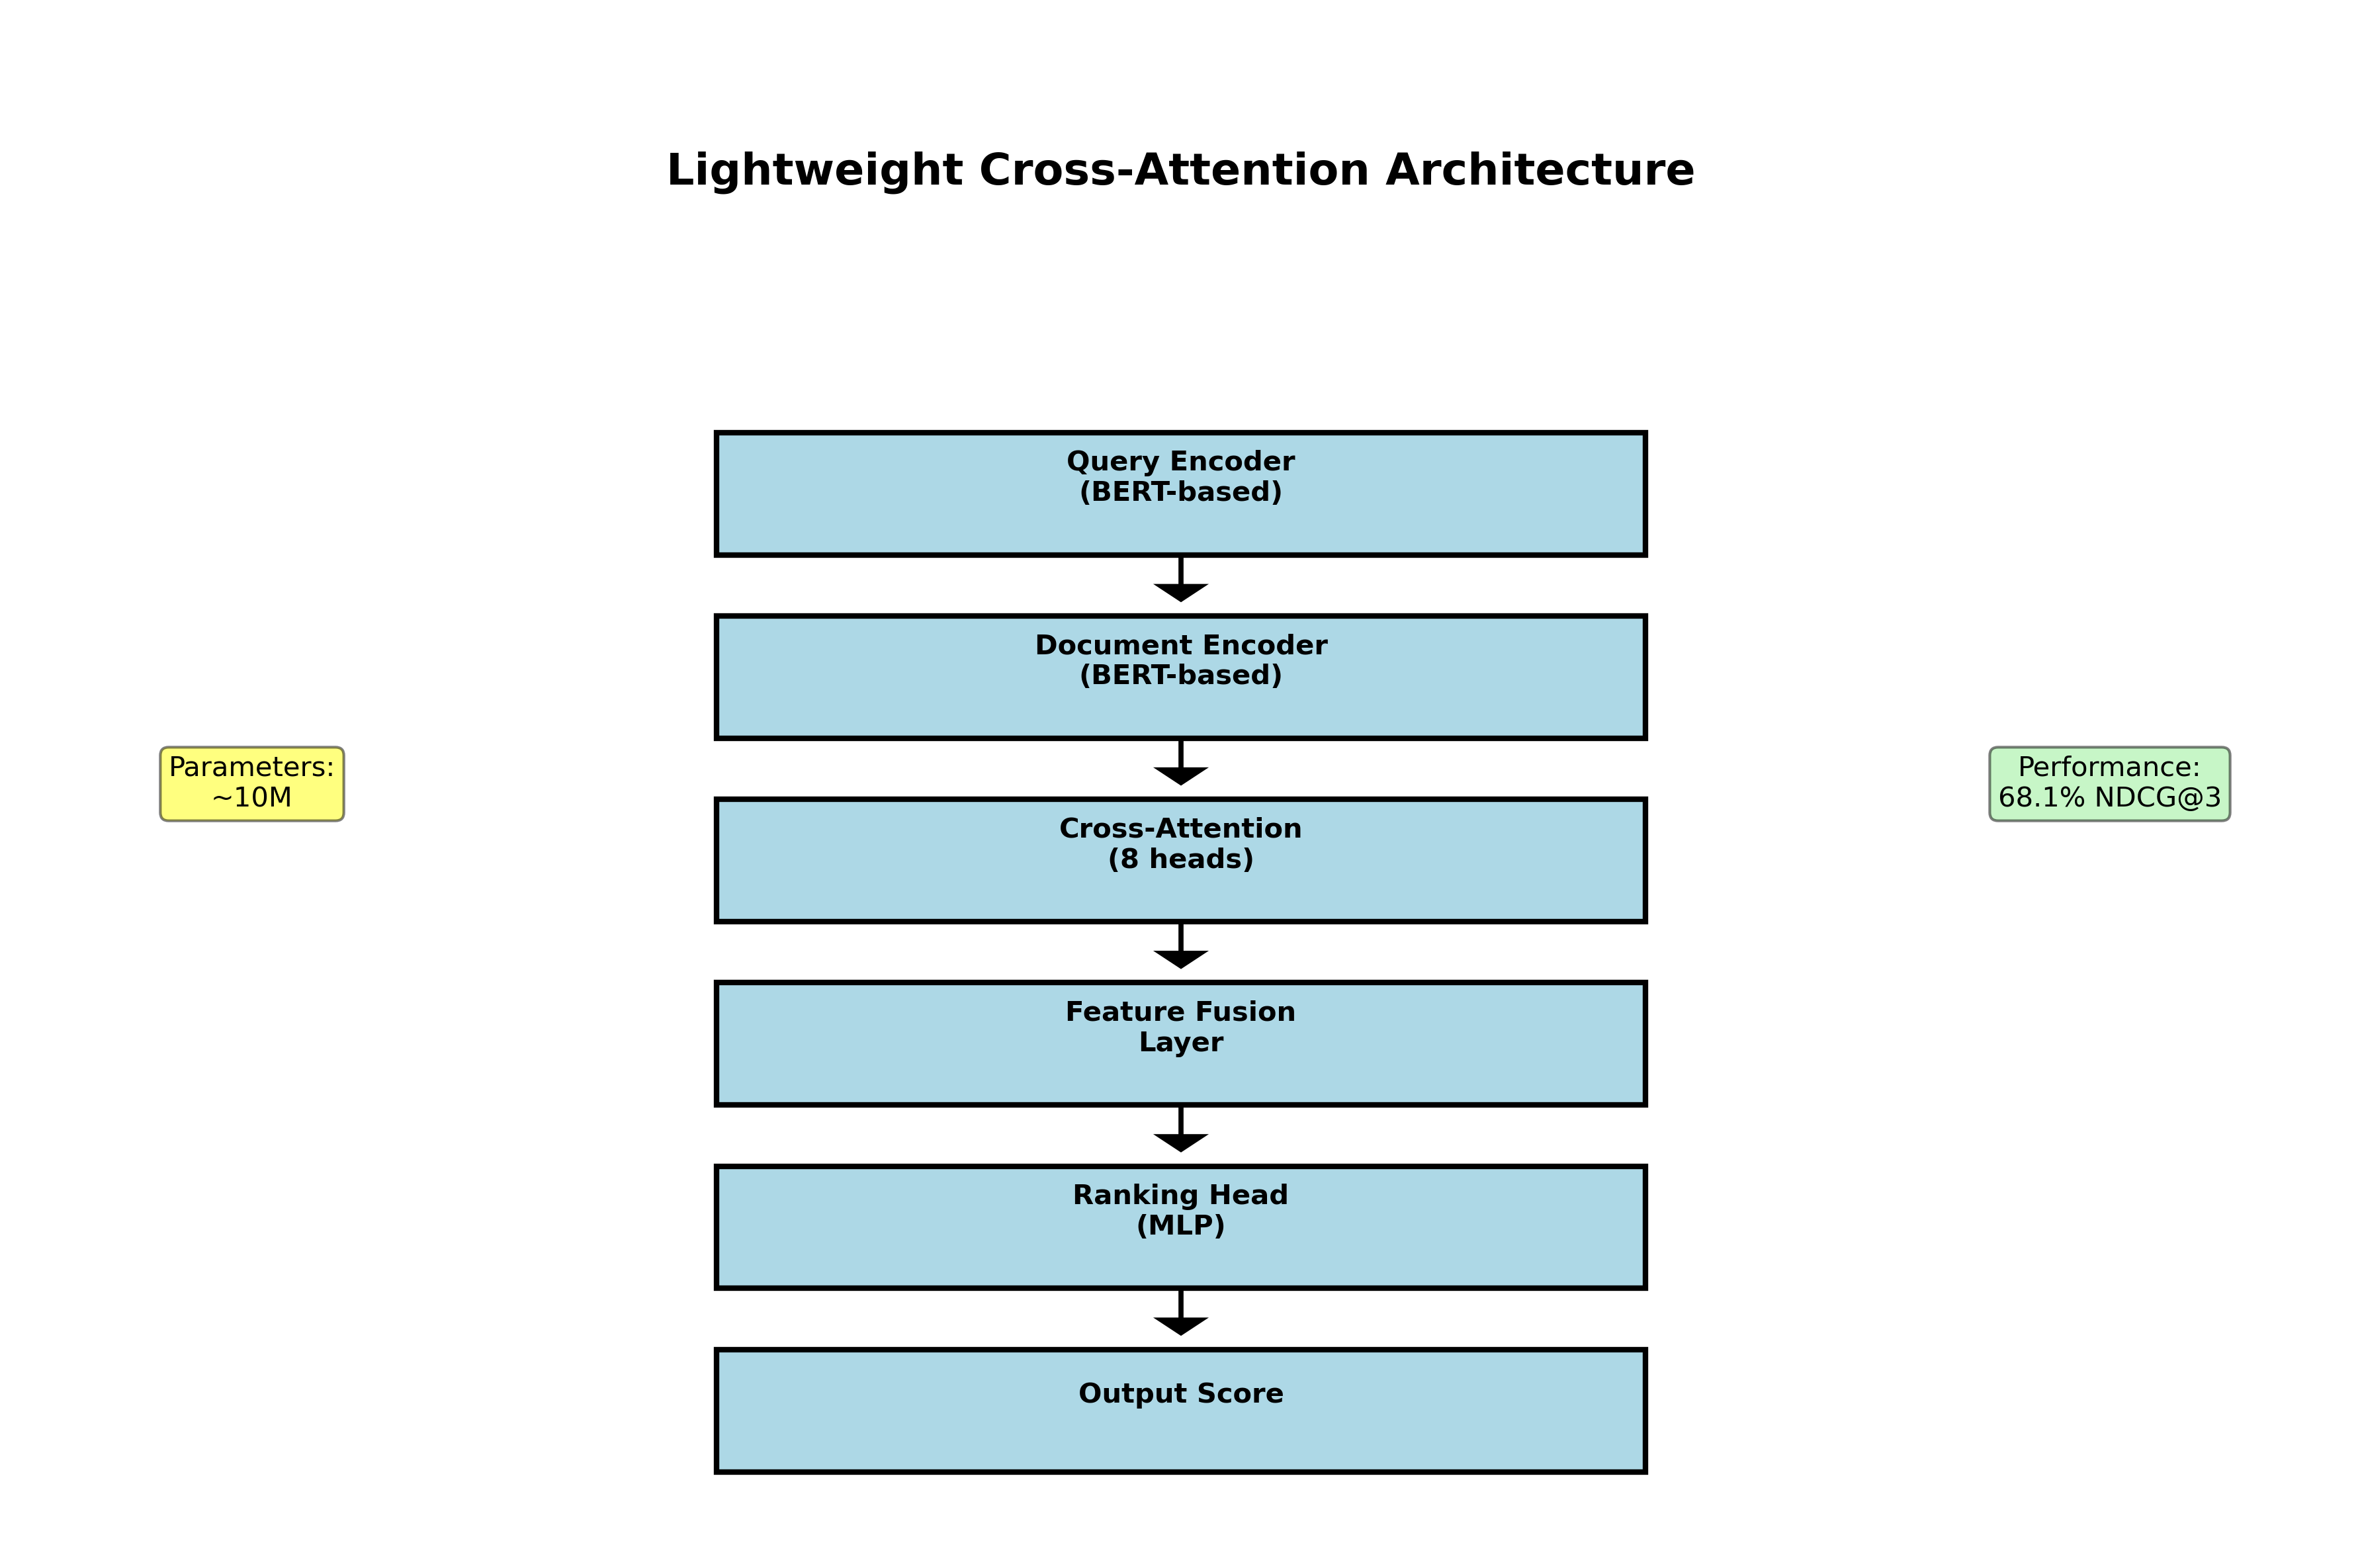 Lightweight Cross-Attention Architecture
Query Encoder
(BERT-based)
Document Encoder
(BERT-based)
Parameters:
~10M
Performance:
68.1% NDCG@3
Cross-Attention
(8 heads)
Feature Fusion
Layer
Ranking Head
(MLP)
Output Score